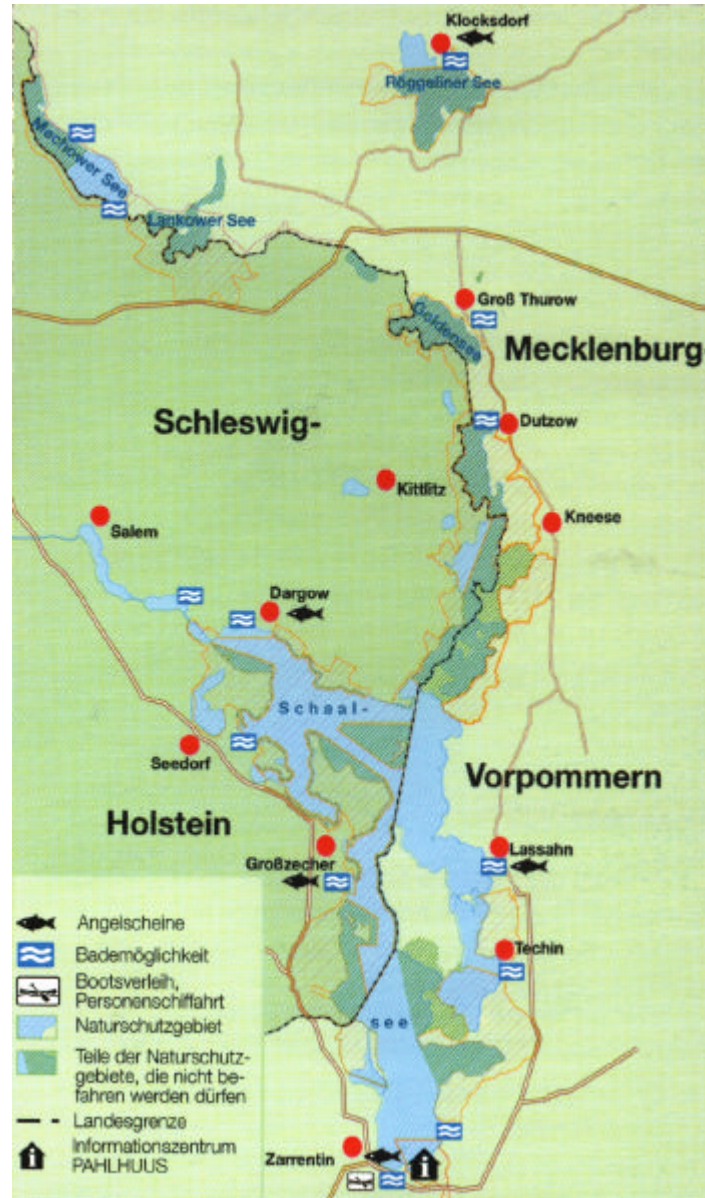 Klocksdorf
Röggeliner See
Mechower See
Lankower See
Groß Thurow
Goldensee
Mecklenburg-
Schleswig-
Dutzow
Kittlitz
Kneese
Salem
Dargow
Schaal-
Seedorf
Vorpommern
Holstein
Großzecher
Lassahn
Techin
Angelscheine
Bademöglichkeit
Bootsverleih,
Personenschiffahrt
Naturschutzgebiet
see
Teile der Naturschutz-
gebiete, die nicht be-
fahren werden dürfen
Landesgrenze
Informationszentrum
PAHLHUUS
Zarrentin
i
i